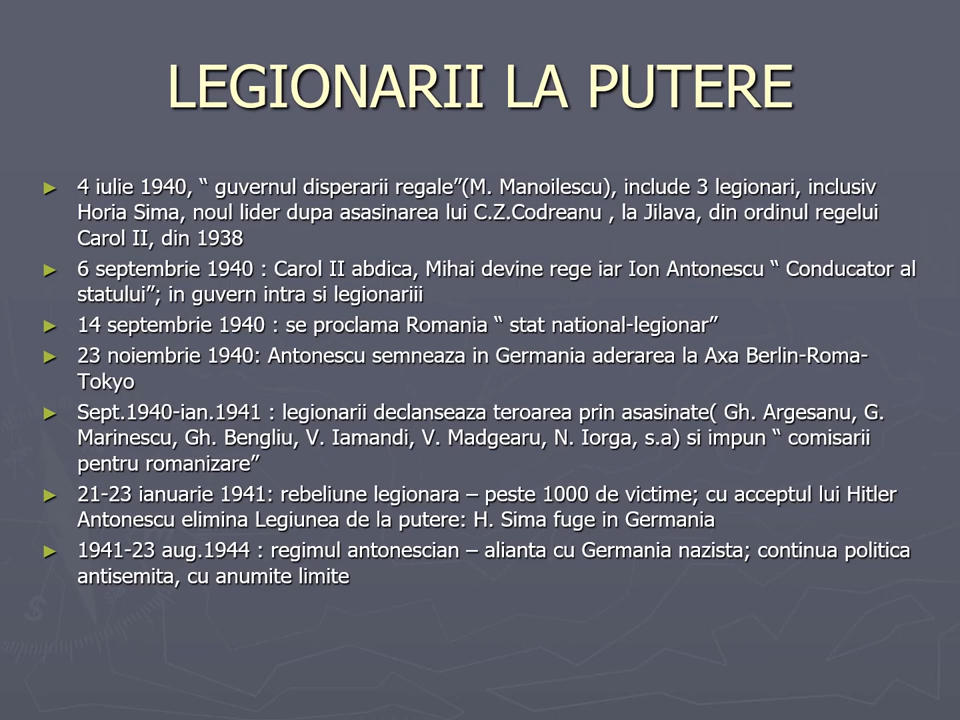 LEGIONARII LA PUTERE
► 4 iulie 1940, “ guvernul disperarii regale”(M. Manoilescu), include 3 legionari, inclusiv
Horia Sima, noul lider dupa asasinarea lui C.Z.Codreanu , la Jilava, din ordinul regelui
Carol II, din 1938
► 6 septembrie 1940 : Carol II abdica, Mihai devine rege iar Ion Antonescu “ Conducator al
statului”; in guvern intra si legionariii
► 14 septembrie 1940 : se proclama Romania “ stat national-legionar”
► 23 noiembrie 1940: Antonescu semneaza in Germania aderarea la Axa Berlin-Roma-
Tokyo
► Sept.1940-ian.1941 : legionarii declanseaza teroarea prin asasinate( Gh. Argesanu, G.
Marinescu, Gh. Bengliu, V. Iamandi, V. Madgearu, N. Iorga, s.a) si impun “ comisarii
pentru romanizare”
► 21-23 ianuarie 1941: rebeliune legionara – peste 1000 de victime; cu acceptul lui Hitler
Antonescu elimina Legiunea de la putere: H. Sima fuge in Germania
► 1941-23 aug.1944 : regimul antonescian – alianta cu Germania nazista; continua politica
antisemita, cu anumite limite